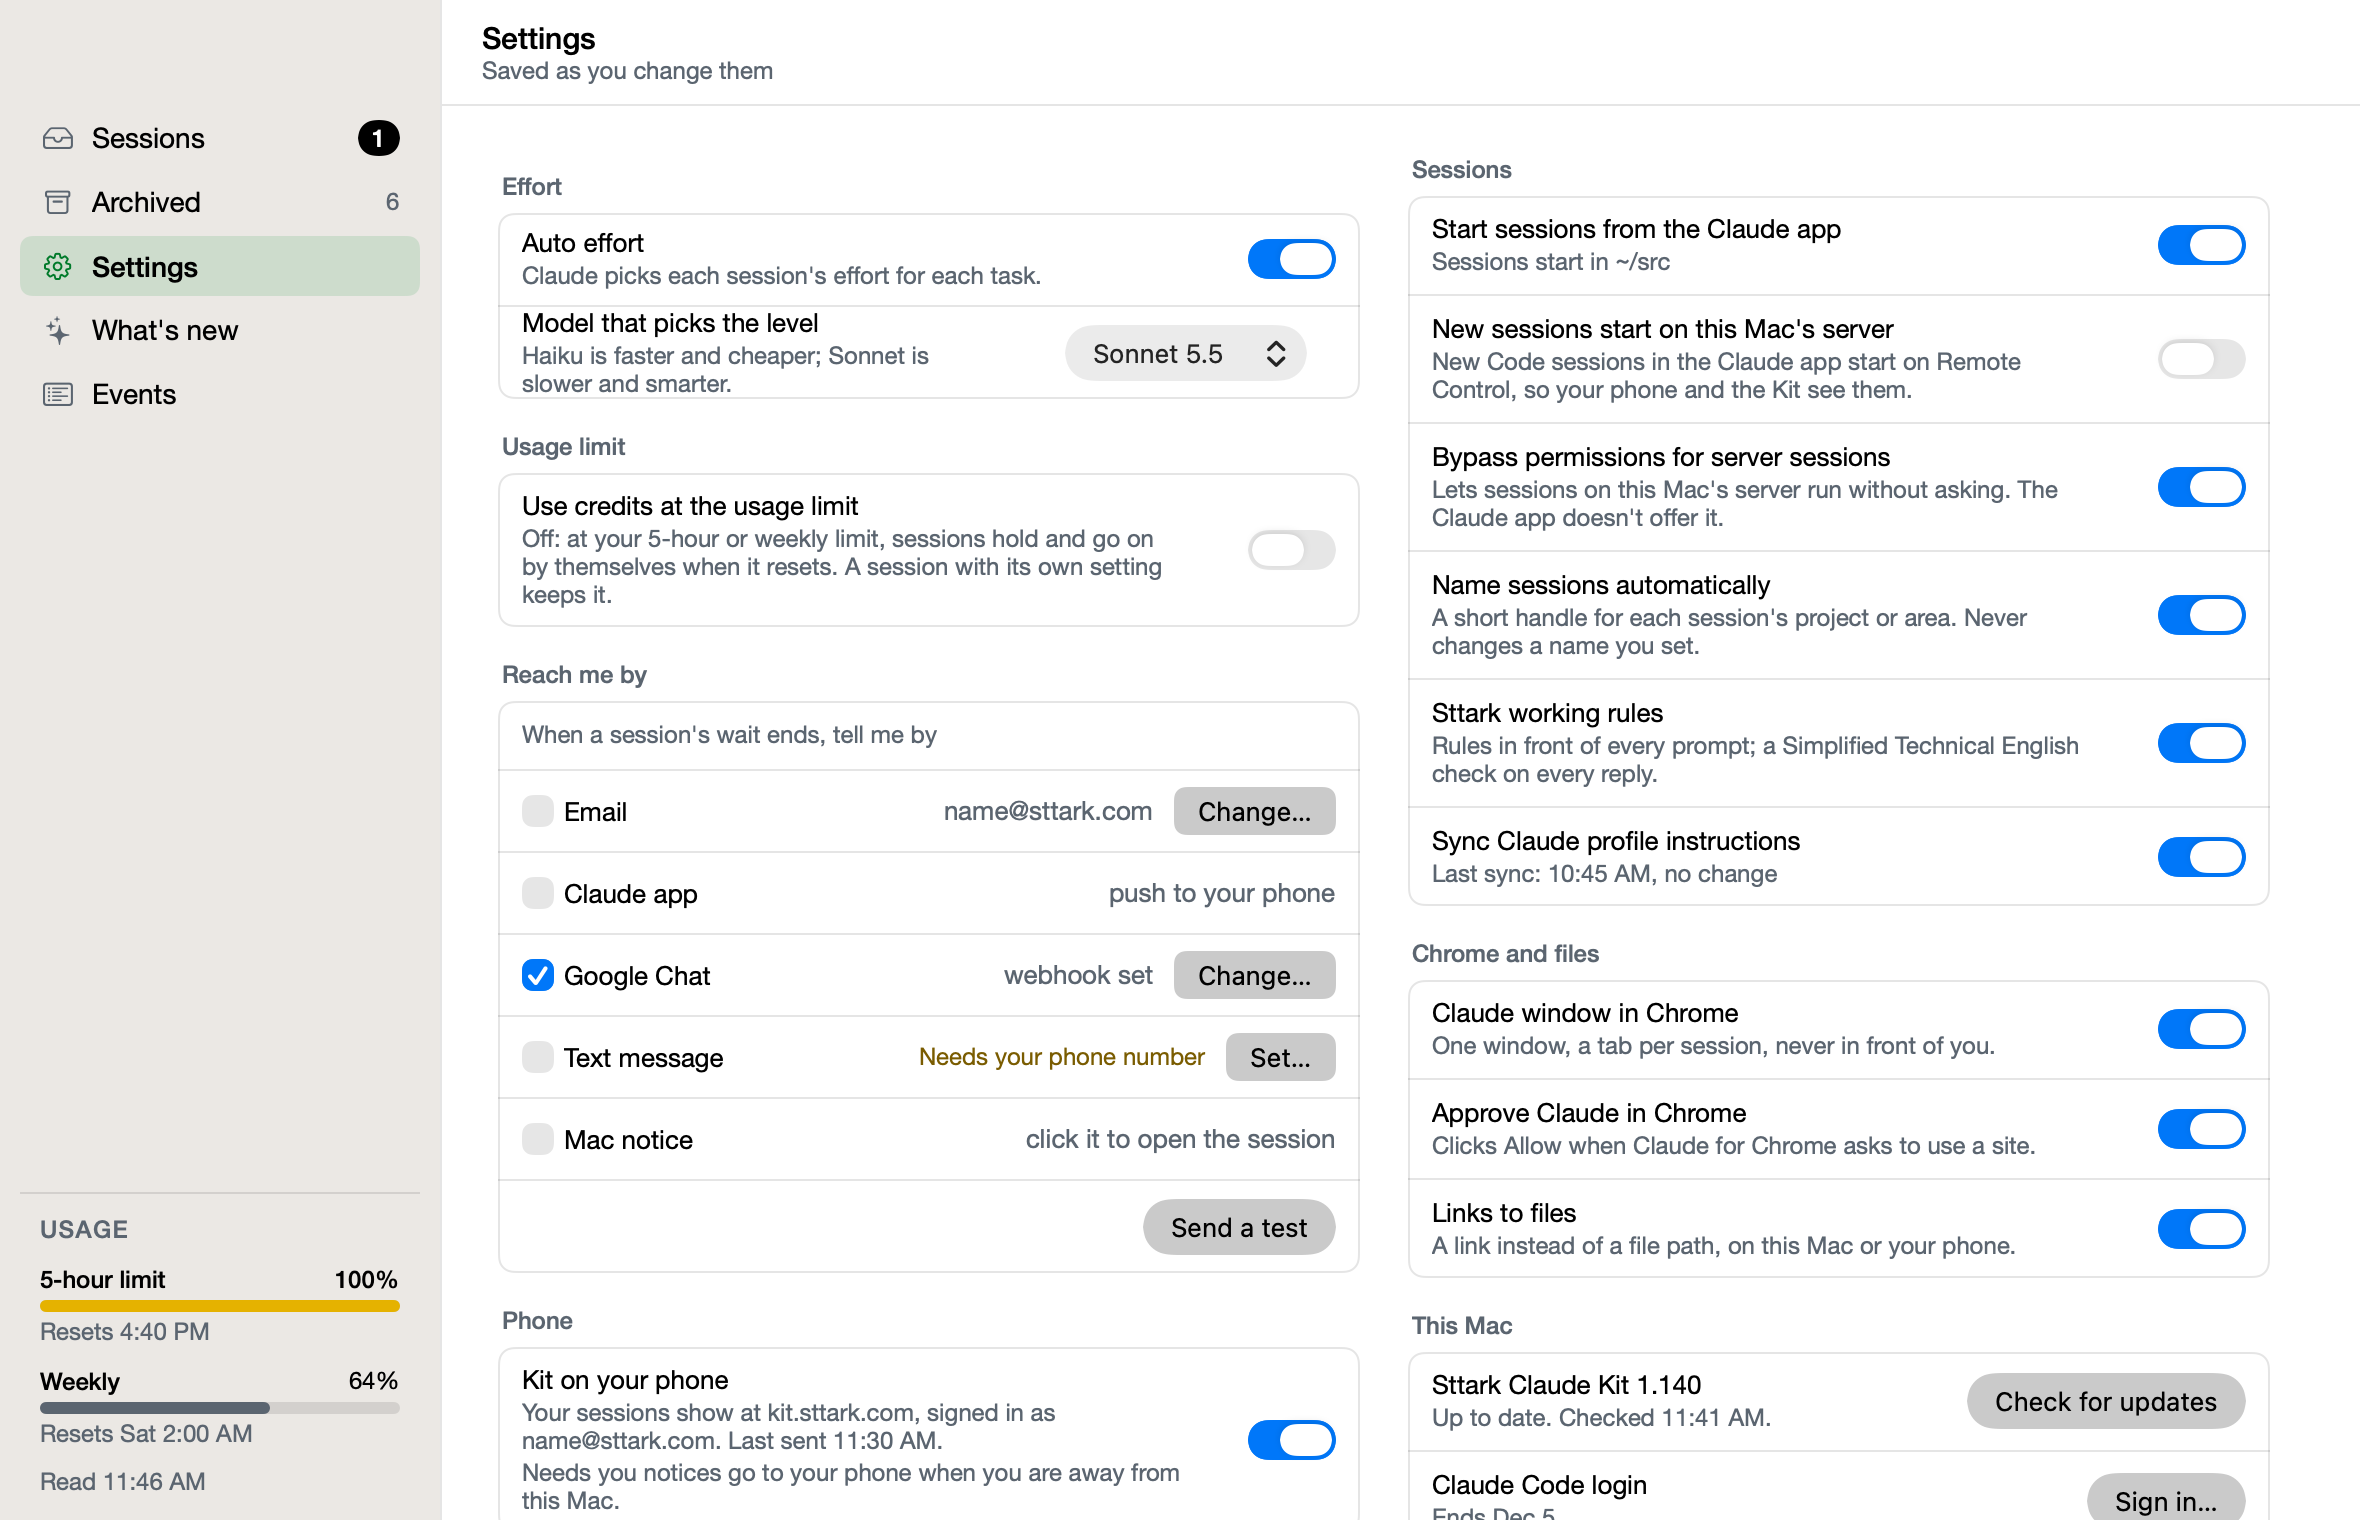 Settings
Saved as you change them
Sessions
1
Archived
6
Settings
What's new
Events
USAGE
5-hour limit
100%
Resets 4:40 PM
Weekly
64%
Resets Sat 2:00 AM
Read 11:46 AM
Effort
Auto effort
Claude picks each session's effort for each task.
Model that picks the level
Haiku is faster and cheaper; Sonnet is
slower and smarter.
Sonnet 5.5
Usage limit
Use credits at the usage limit
Off: at your 5-hour or weekly limit, sessions hold and go on
by themselves when it resets. A session with its own setting
keeps it.
Reach me by
When a session's wait ends, tell me by
Email
name@sttark.com
Change...
Claude app
push to your phone
Google Chat
webhook set
Change...
Text message
Needs your phone number
Set...
Mac notice
click it to open the session
Send a test
Phone
Kit on your phone
Your sessions show at kit.sttark.com, signed in as
name@sttark.com. Last sent 11:30 AM.
Needs you notices go to your phone when you are away from
this Mac.
Sessions
Start sessions from the Claude app
Sessions start in ~/src
New sessions start on this Mac's server
New Code sessions in the Claude app start on Remote
Control, so your phone and the Kit see them.
Bypass permissions for server sessions
Lets sessions on this Mac's server run without asking. The
Claude app doesn't offer it.
Name sessions automatically
A short handle for each session's project or area. Never
changes a name you set.
Sttark working rules
Rules in front of every prompt; a Simplified Technical English
check on every reply.
Sync Claude profile instructions
Last sync: 10:45 AM, no change
Chrome and files
Claude window in Chrome
One window, a tab per session, never in front of you.
Approve Claude in Chrome
Clicks Allow when Claude for Chrome asks to use a site.
Links to files
A link instead of a file path, on this Mac or your phone.
This Mac
Sttark Claude Kit 1.140
Up to date. Checked 11:41 AM.
Check for updates
Claude Code login
Ends Dec 5
Sign in...